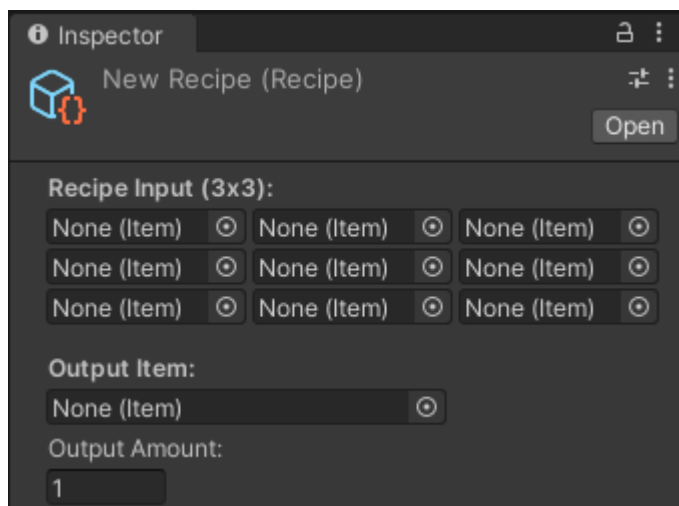 Inspector
New Recipe (Recipe)
Open
Recipe Input (3x3):
None (Item) None (Item) None (Item)
None (Item) None (Item) None (Item)
None (Item) None (Item) None (Item)
Output Item:
None (Item)
Output Amount:
1